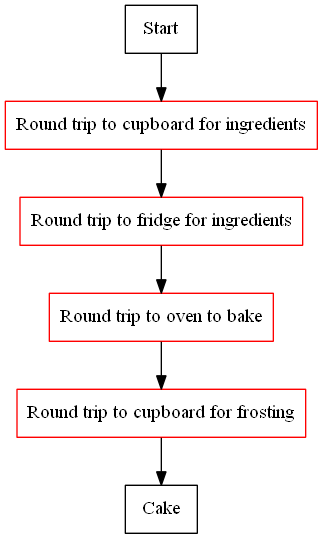 Start
Round trip to cupboard for ingredients
Round trip to fridge for ingredients
Round trip to oven to bake
Round trip to cupboard for frosting
Cake